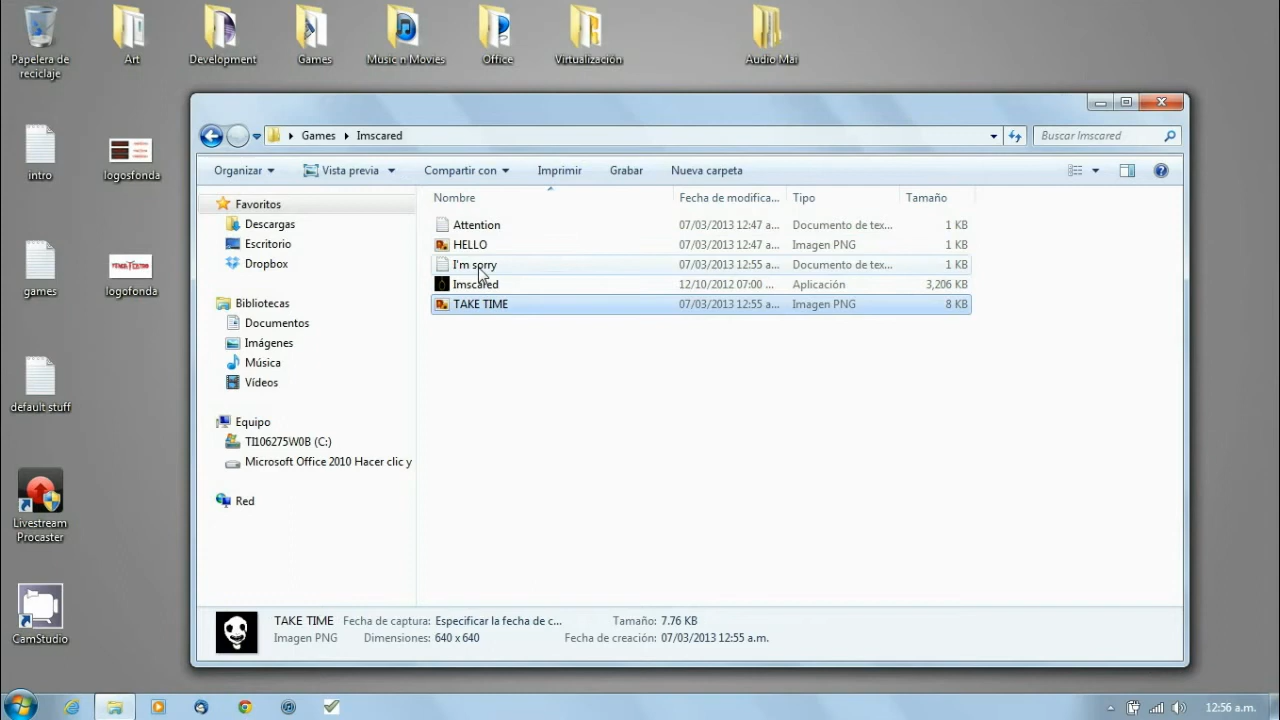 Papelera de
reciclaje
Art
Development
Games
Music n Movies
Office
Virtualización
Audio Mai
intro
logosfonda
games
logofonda
default stuff
Livestream
Procaster
CamStudio
Games Imscared
Buscar Imscared
Organizar Vista previa Compartir con Imprimir Grabar Nueva carpeta
Favoritos
Descargas
Escritorio
Dropbox
Bibliotecas
Documentos
Imágenes
Música
Vídeos
Equipo
TI106275W0B (C:)
Microsoft Office 2010 Hacer clic y
Red
Nombre Fecha de modifica... Tipo Tamaño
Attention 07/03/2013 12:47 a... Documento de tex... 1 KB
HELLO 07/03/2013 12:47 a... Imagen PNG 1 KB
I'm sorry 07/03/2013 12:55 a... Documento de tex... 1 KB
Imscared 12/10/2012 07:00 ... Aplicación 3,206 KB
TAKE TIME 07/03/2013 12:55 a... Imagen PNG 8 KB
TAKE TIME Fecha de captura: Especificar la fecha de c... Tamaño: 7.76 KB
Imagen PNG Dimensiones: 640 x 640 Fecha de creación: 07/03/2013 12:55 a.m.
12:56 a.m.